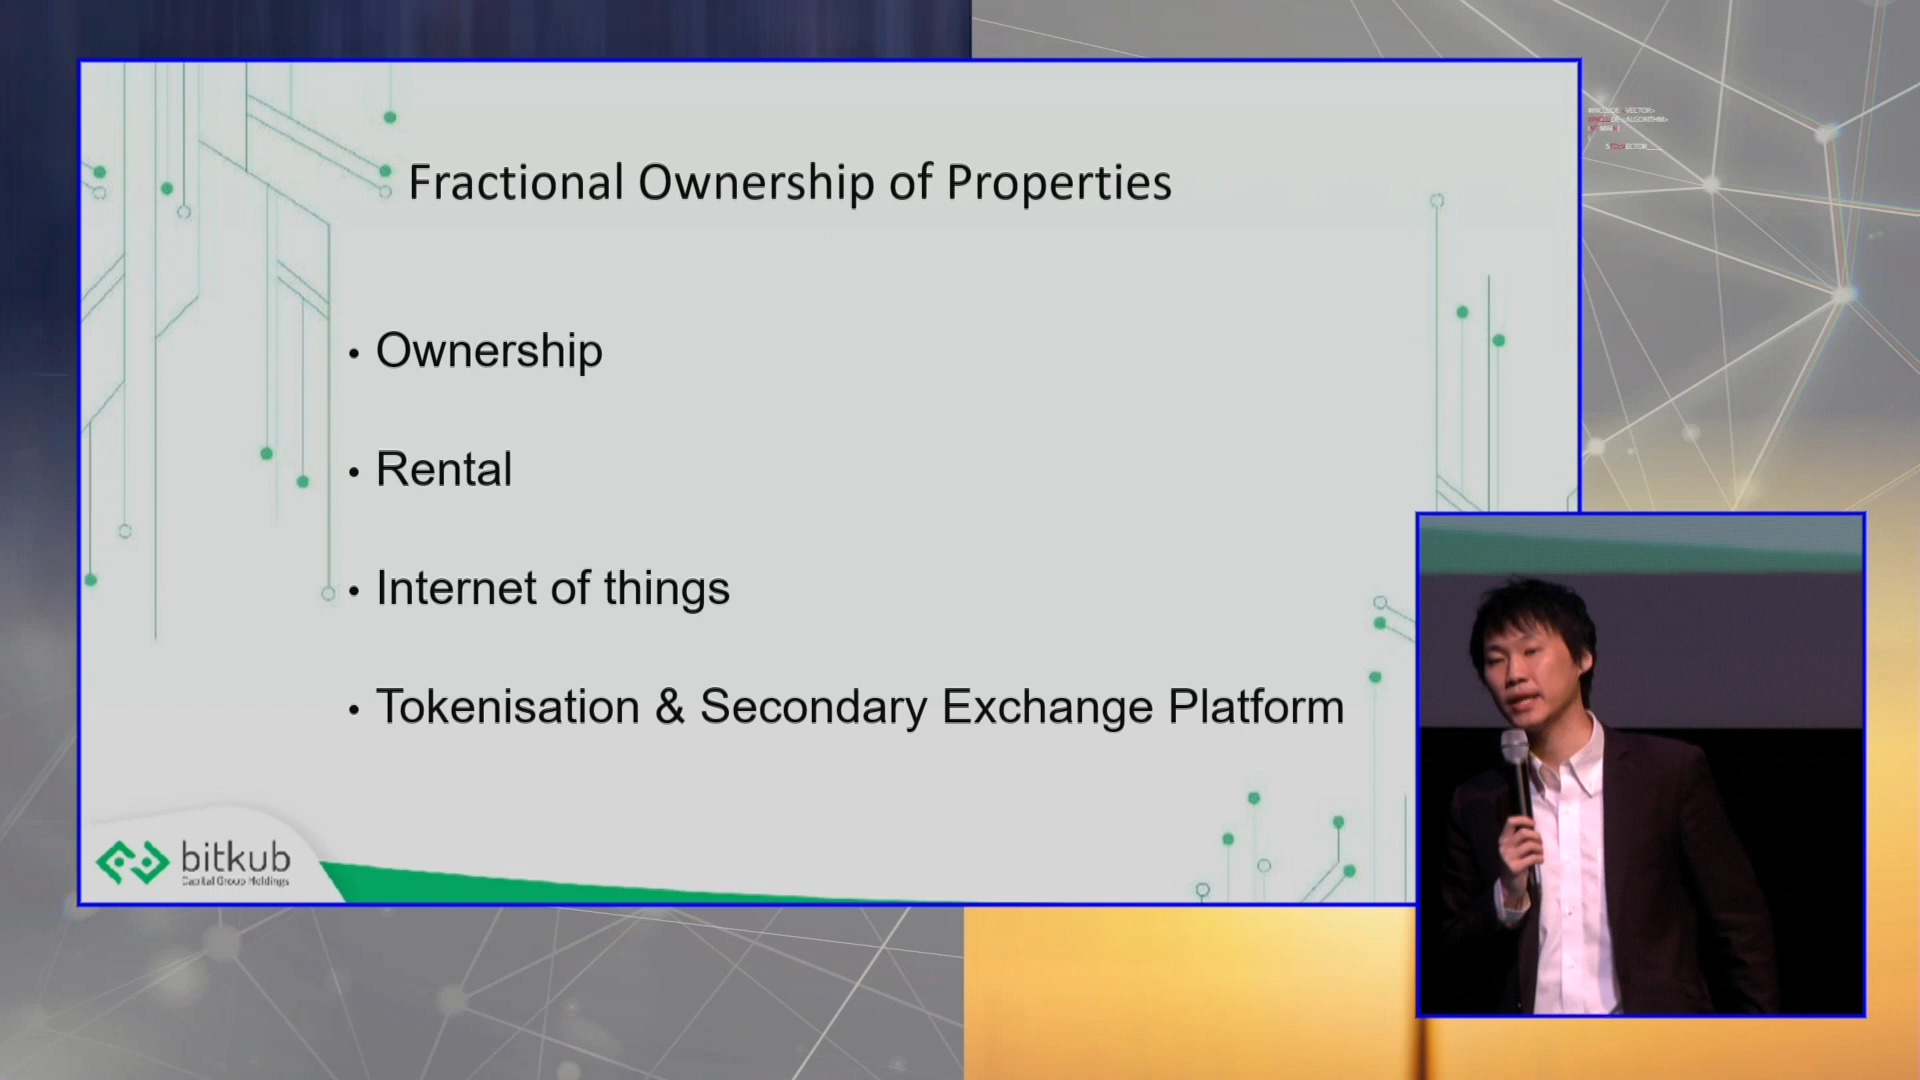 Fractional Ownership of Properties
• Ownership
• Rental
• Internet of things
• Tokenisation & Secondary Exchange Platform
bitkub
Capital Group Holdings